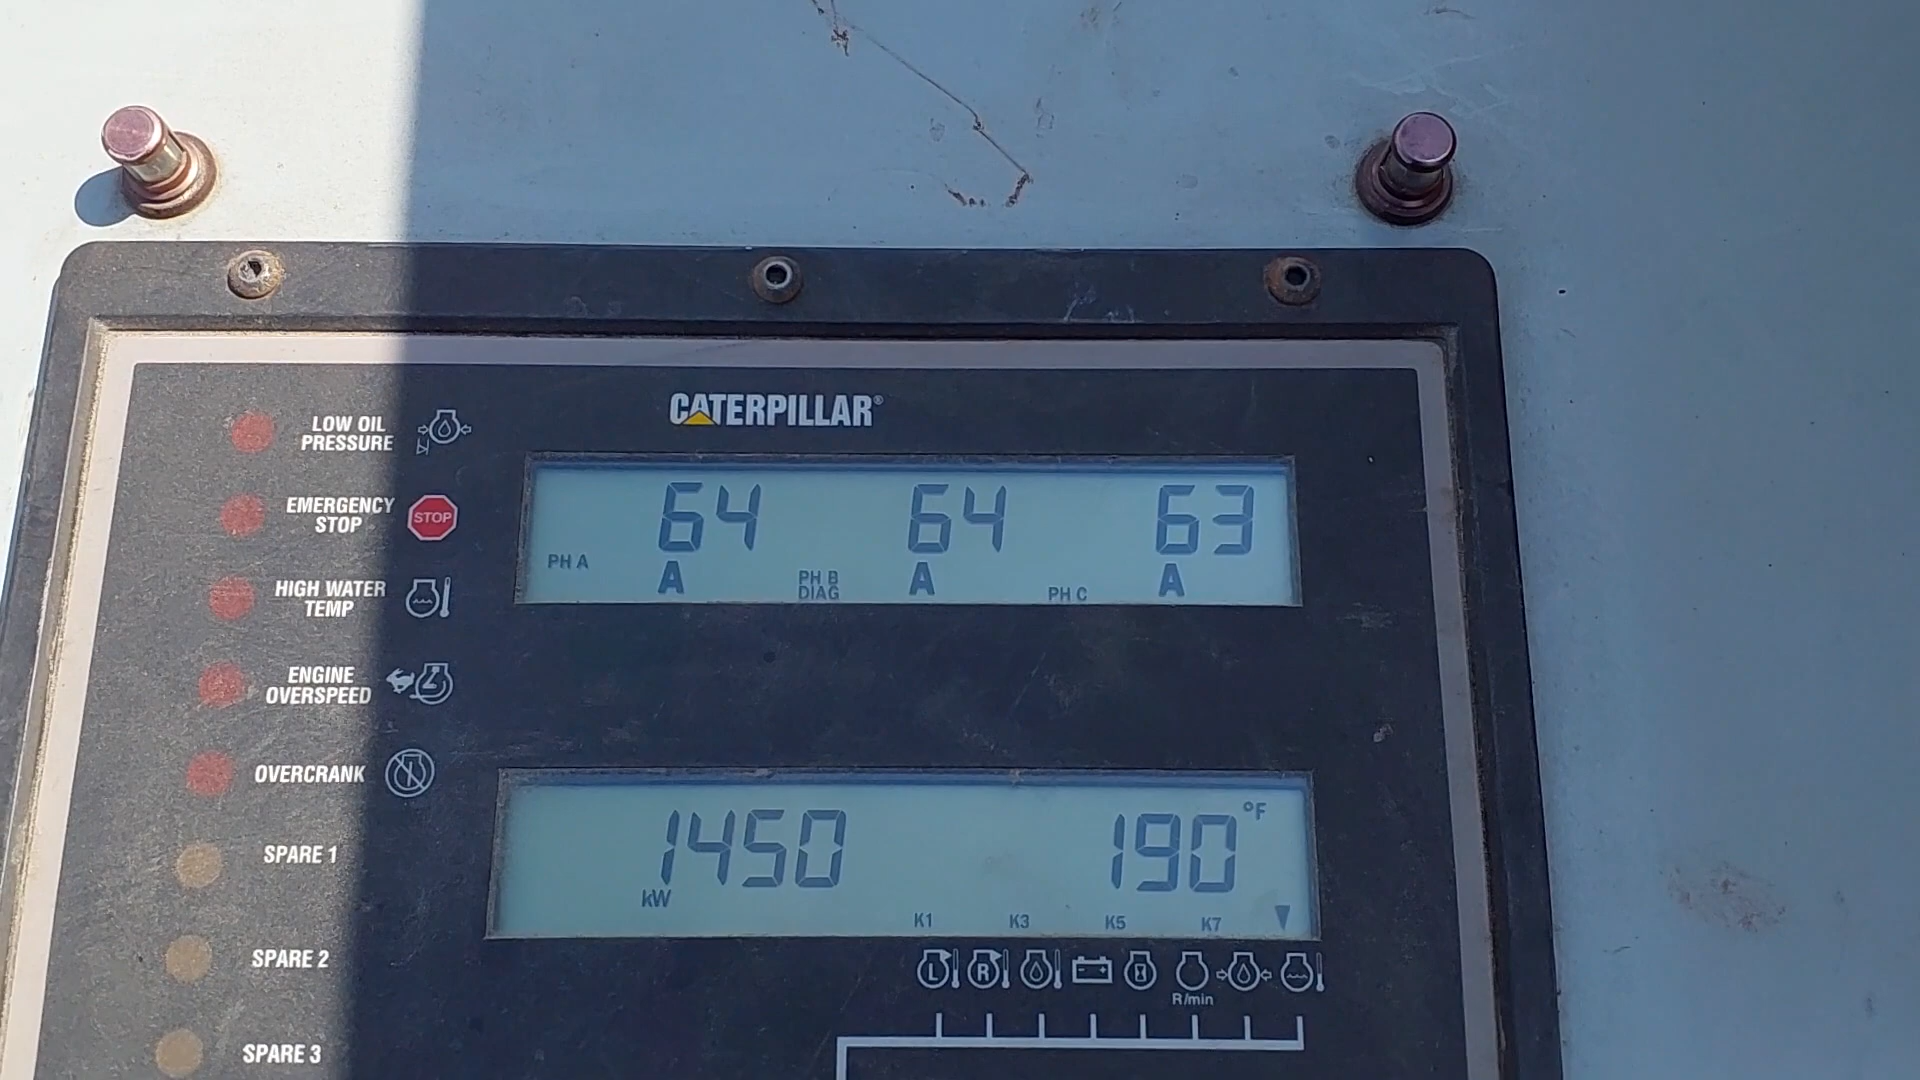 CATERPILLAR®
LOW OIL
PRESSURE
EMERGENCY
STOP
STOP
HIGH WATER
TEMP
ENGINE
OVERSPEED
OVERCRANK
SPARE 1
SPARE 2
SPARE 3
64 64 63
PH A A PH B
DIAG A PH C A
1450 190 °F
kW
K1 K3 K5 K7
L R
R/min